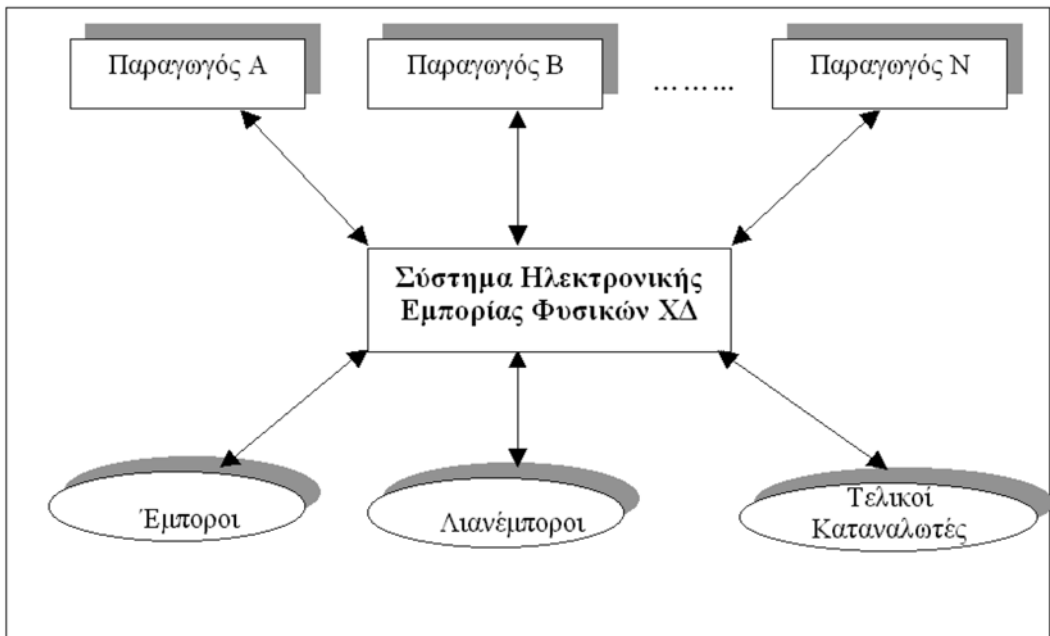 Παραγωγός Α
Παραγωγός Β
………..
Παραγωγός Ν
Σύστημα Ηλεκτρονικής
Εμπορίας Φυσικών ΧΔ
Έμποροι
Λιανέμποροι
Τελικοί
Καταναλωτές